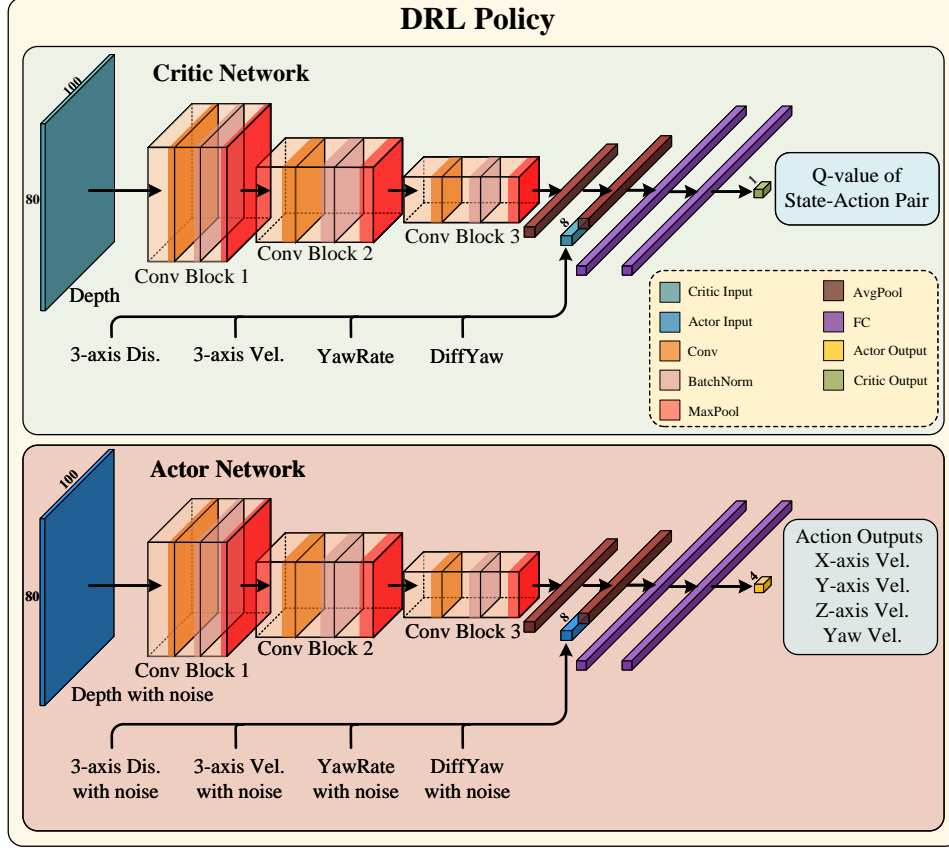 DRL Policy
Critic Network
100
80
Depth
Conv Block 1
Conv Block 2
Conv Block 3
8
1
Q-value of
State-Action Pair
3-axis Dis.
3-axis Vel.
YawRate
DiffYaw
Critic Input
Actor Input
Conv
BatchNorm
MaxPool
AvgPool
FC
Actor Output
Critic Output
Actor Network
100
80
Depth with noise
Conv Block 1
Conv Block 2
Conv Block 3
8
4
Action Outputs
X-axis Vel.
Y-axis Vel.
Z-axis Vel.
Yaw Vel.
3-axis Dis.
with noise
3-axis Vel.
with noise
YawRate
with noise
DiffYaw
with noise